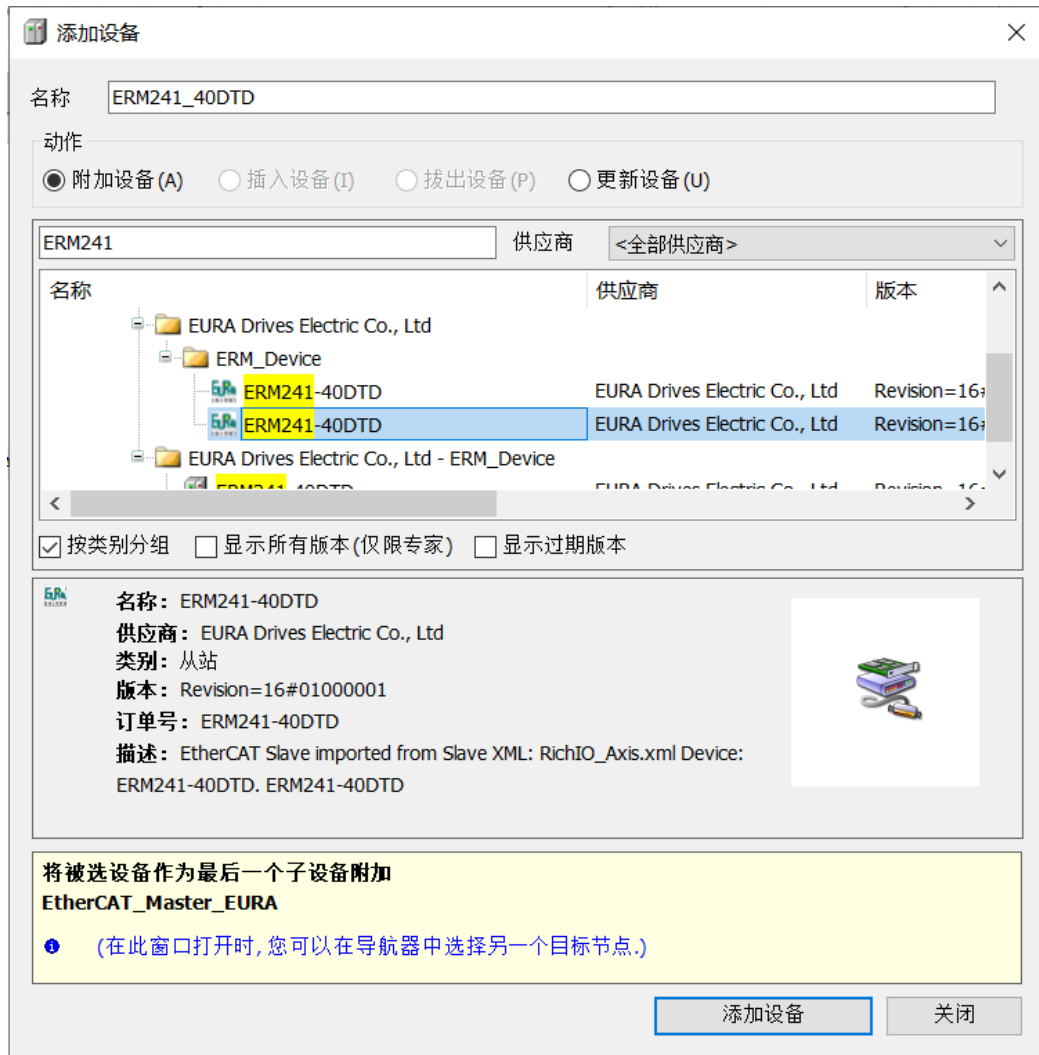 添加设备
名称 ERM241_40DTD
动作
附加设备(A) 插入设备(I) 拔出设备(P) 更新设备(U)
ERM241 供应商 <全部供应商>
名称 供应商 版本
EURA Drives Electric Co., Ltd
ERM_Device
ERM241-40DTD EURA Drives Electric Co., Ltd Revision=16#
ERM241-40DTD EURA Drives Electric Co., Ltd Revision=16#
EURA Drives Electric Co., Ltd - ERM_Device
ERM241-40DTD EURA Drives Electric Co., Ltd Revision=16#
按类别分组 显示所有版本(仅限专家) 显示过期版本
名称: ERM241-40DTD
供应商: EURA Drives Electric Co., Ltd
类别: 从站
版本: Revision=16#01000001
订单号: ERM241-40DTD
描述: EtherCAT Slave imported from Slave XML: RichIO_Axis.xml Device:
ERM241-40DTD. ERM241-40DTD
将被选设备作为最后一个子设备附加
EtherCAT_Master_EURA
(在此窗口打开时,您可以在导航器中选择另一个目标节点.)
添加设备 关闭